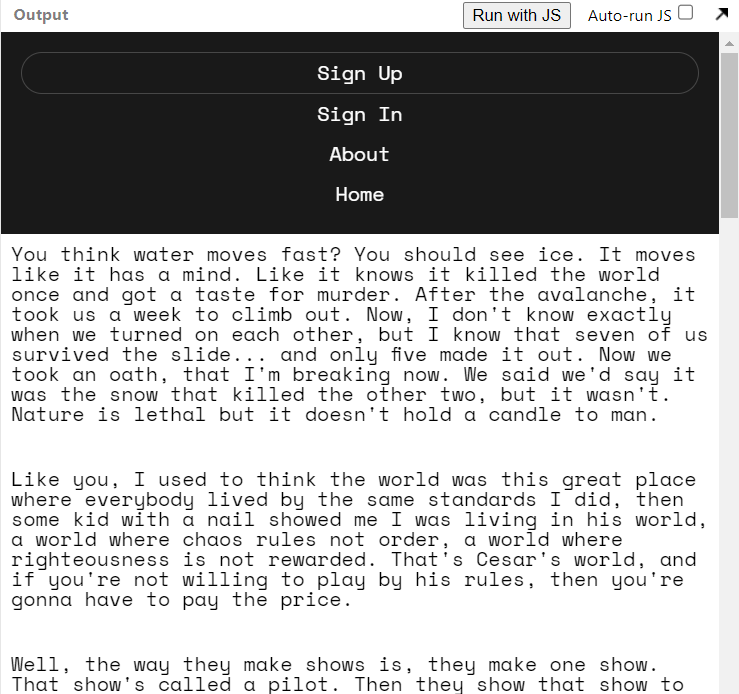 Output
Run with JS
Auto-run JS
Sign Up
Sign In
About
Home
You think water moves fast? You should see ice. It moves
like it has a mind. Like it knows it killed the world
once and got a taste for murder. After the avalanche, it
took us a week to climb out. Now, I don't know exactly
when we turned on each other, but I know that seven of us
survived the slide... and only five made it out. Now we
took an oath, that I'm breaking now. We said we'd say it
was the snow that killed the other two, but it wasn't.
Nature is lethal but it doesn't hold a candle to man.
Like you, I used to think the world was this great place
where everybody lived by the same standards I did, then
some kid with a nail showed me I was living in his world,
a world where chaos rules not order, a world where
righteousness is not rewarded. That's Cesar's world, and
if you're not willing to play by his rules, then you're
gonna have to pay the price.
Well, the way they make shows is, they make one show.
That show's called a pilot. Then they show that show to